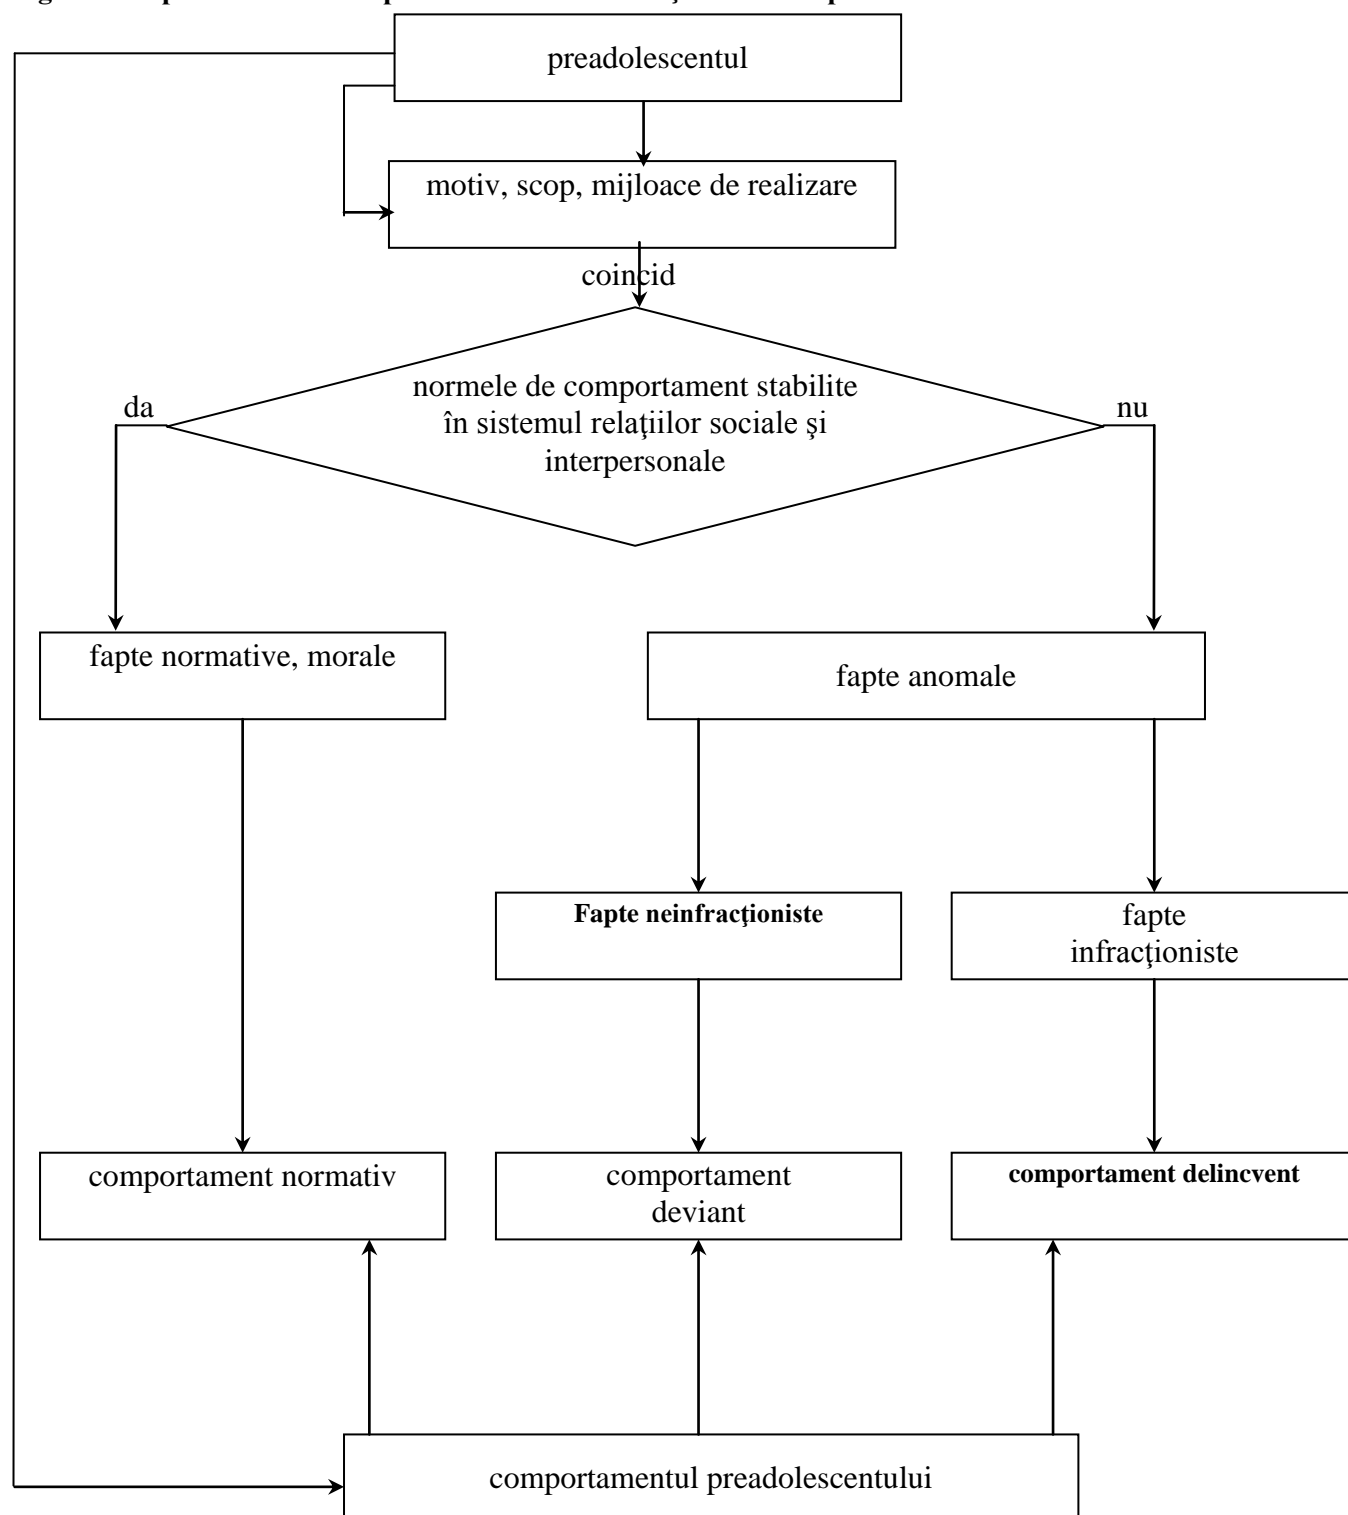 preadolescentul
motiv, scop, mijloace de realizare
coincid
normele de comportament stabilite
în sistemul relaţiilor sociale şi
interpersonale
da
nu
fapte normative, morale
fapte anomale
Fapte neinfracţioniste
fapte
infracţioniste
comportament normativ
comportament
deviant
comportament delincvent
comportamentul preadolescentului